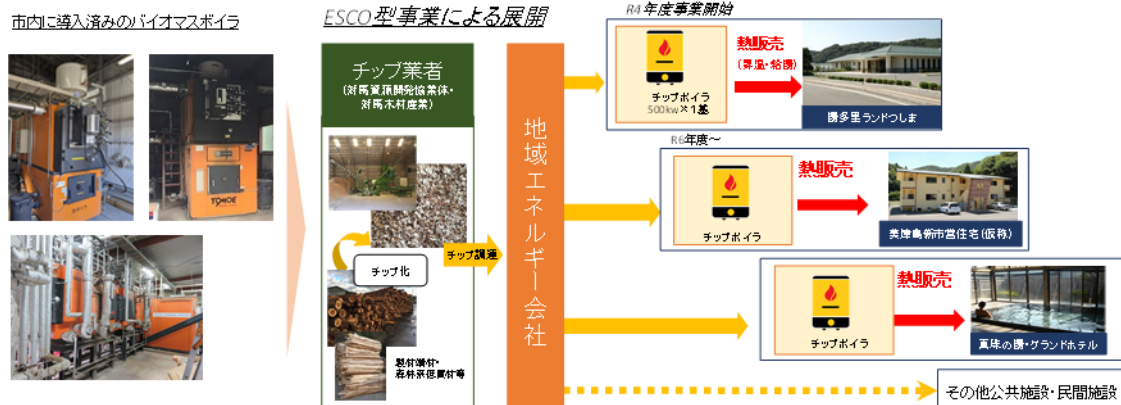 市内に導入済みのバイオマスボイラ
TOHOE
ESCO型事業による展開
チップ業者
(対馬資源開発協業体・
対馬木材産業)
チップ化
製材端材・
森林系低質材等
チップ調達
地域エネルギー会社
R4年度事業開始
チップボイラ
500kw×1基
熱販売
(昇温・給湯)
湯多里ランドつしま
R6年度～
チップボイラ
熱販売
美津島新市営住宅(仮称)
チップボイラ
熱販売
真珠の湯・グランドホテル
その他公共施設・民間施設